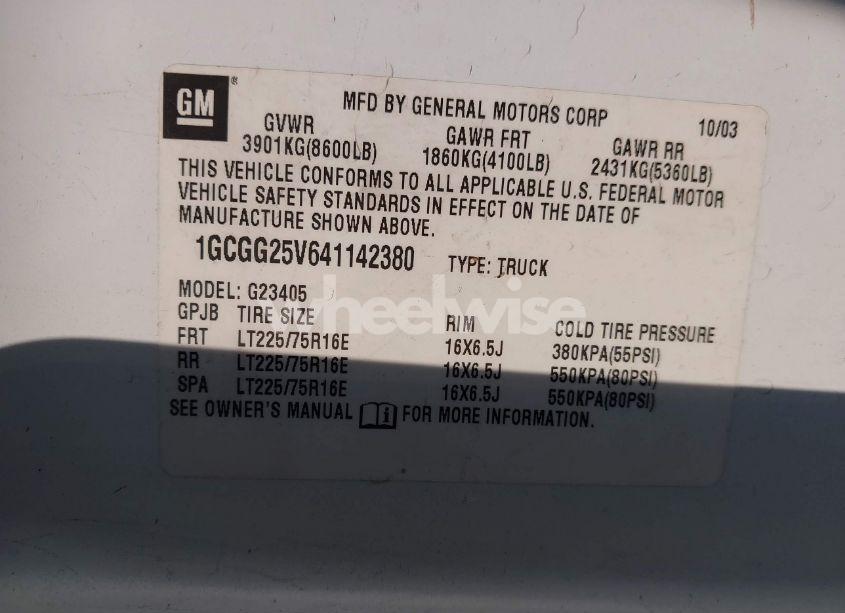 GM ®
MFD BY GENERAL MOTORS CORP 10/03
GVWR GAWR FRT GAWR RR
3901KG(8600LB) 1860KG(4100LB) 2431KG(5360LB)
THIS VEHICLE CONFORMS TO ALL APPLICABLE U.S. FEDERAL MOTOR
VEHICLE SAFETY STANDARDS IN EFFECT ON THE DATE OF
MANUFACTURE SHOWN ABOVE.
1GCGG25V641142380 TYPE: TRUCK
MODEL: G23405
GPJB TIRE SIZE RIM COLD TIRE PRESSURE
FRT LT225/75R16E 16X6.5J 380KPA(55PSI)
RR LT225/75R16E 16X6.5J 550KPA(80PSI)
SPA LT225/75R16E 16X6.5J 550KPA(80PSI)
SEE OWNER'S MANUAL i FOR MORE INFORMATION.
wheelwise